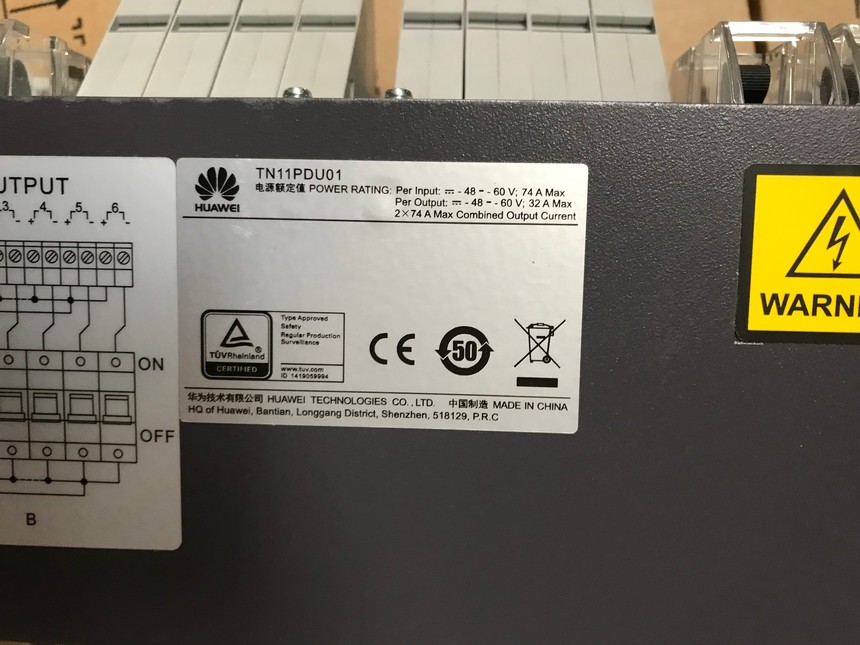 UTPUT
3 4 5 6
+ - + - + - + -
ON
OFF
B
HUAWEI
TN11PDU01
电源额定值 POWER RATING: Per Input: ⎓ - 48 - - 60 V; 74 A Max
Per Output: ⎓ - 48 - - 60 V; 32 A Max
2×74 A Max Combined Output Current
TÜVRheinland ®
CERTIFIED
Type Approved
Safety
Regular Production
Surveillance
www.tuv.com
ID 1419059994
CE
50
华为技术有限公司 HUAWEI TECHNOLOGIES CO., LTD. 中国制造 MADE IN CHINA
HQ of Huawei, Bantian, Longgang District, Shenzhen, 518129, P.R.C
WARNI